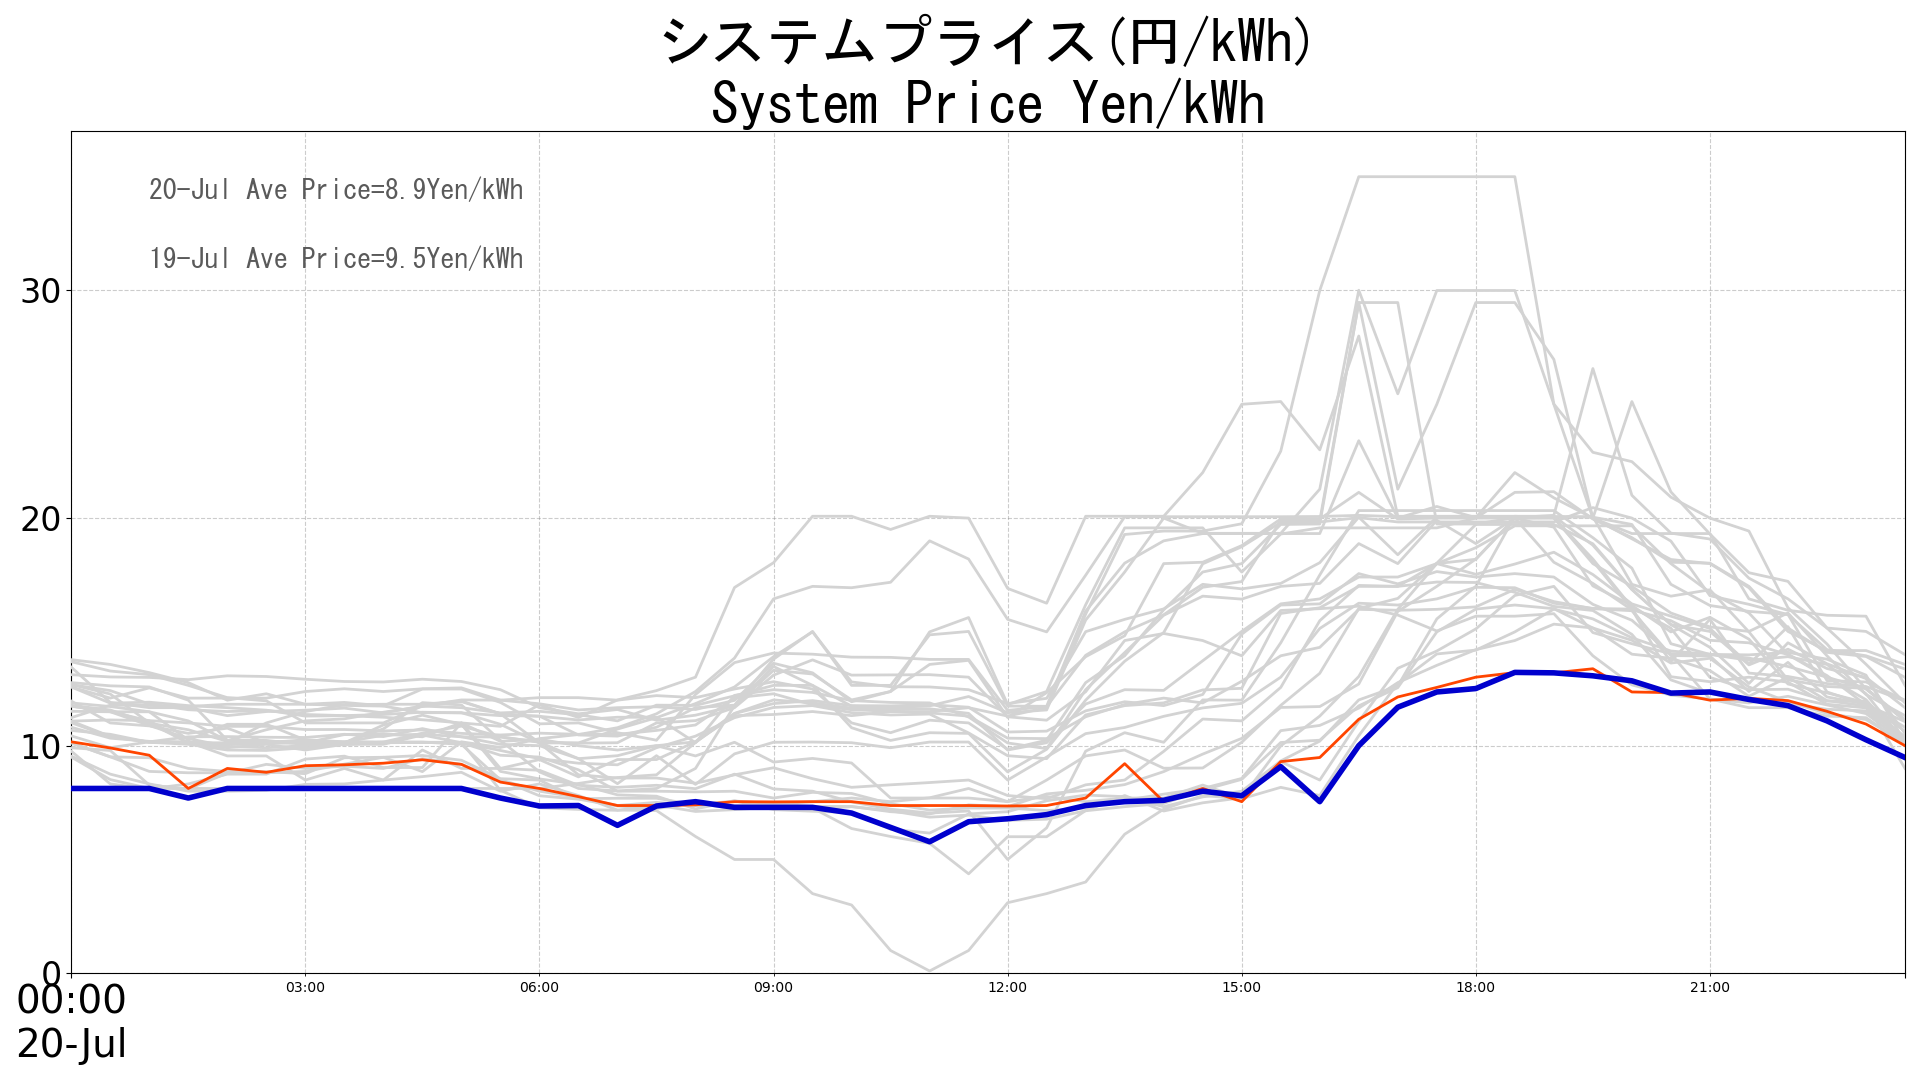 システムプライス(円/kWh)
System Price Yen/kWh
20-Jul Ave Price=8.9Yen/kWh
19-Jul Ave Price=9.5Yen/kWh
30
20
10
0
00:00
03:00
06:00
09:00
12:00
15:00
18:00
21:00
20-Jul